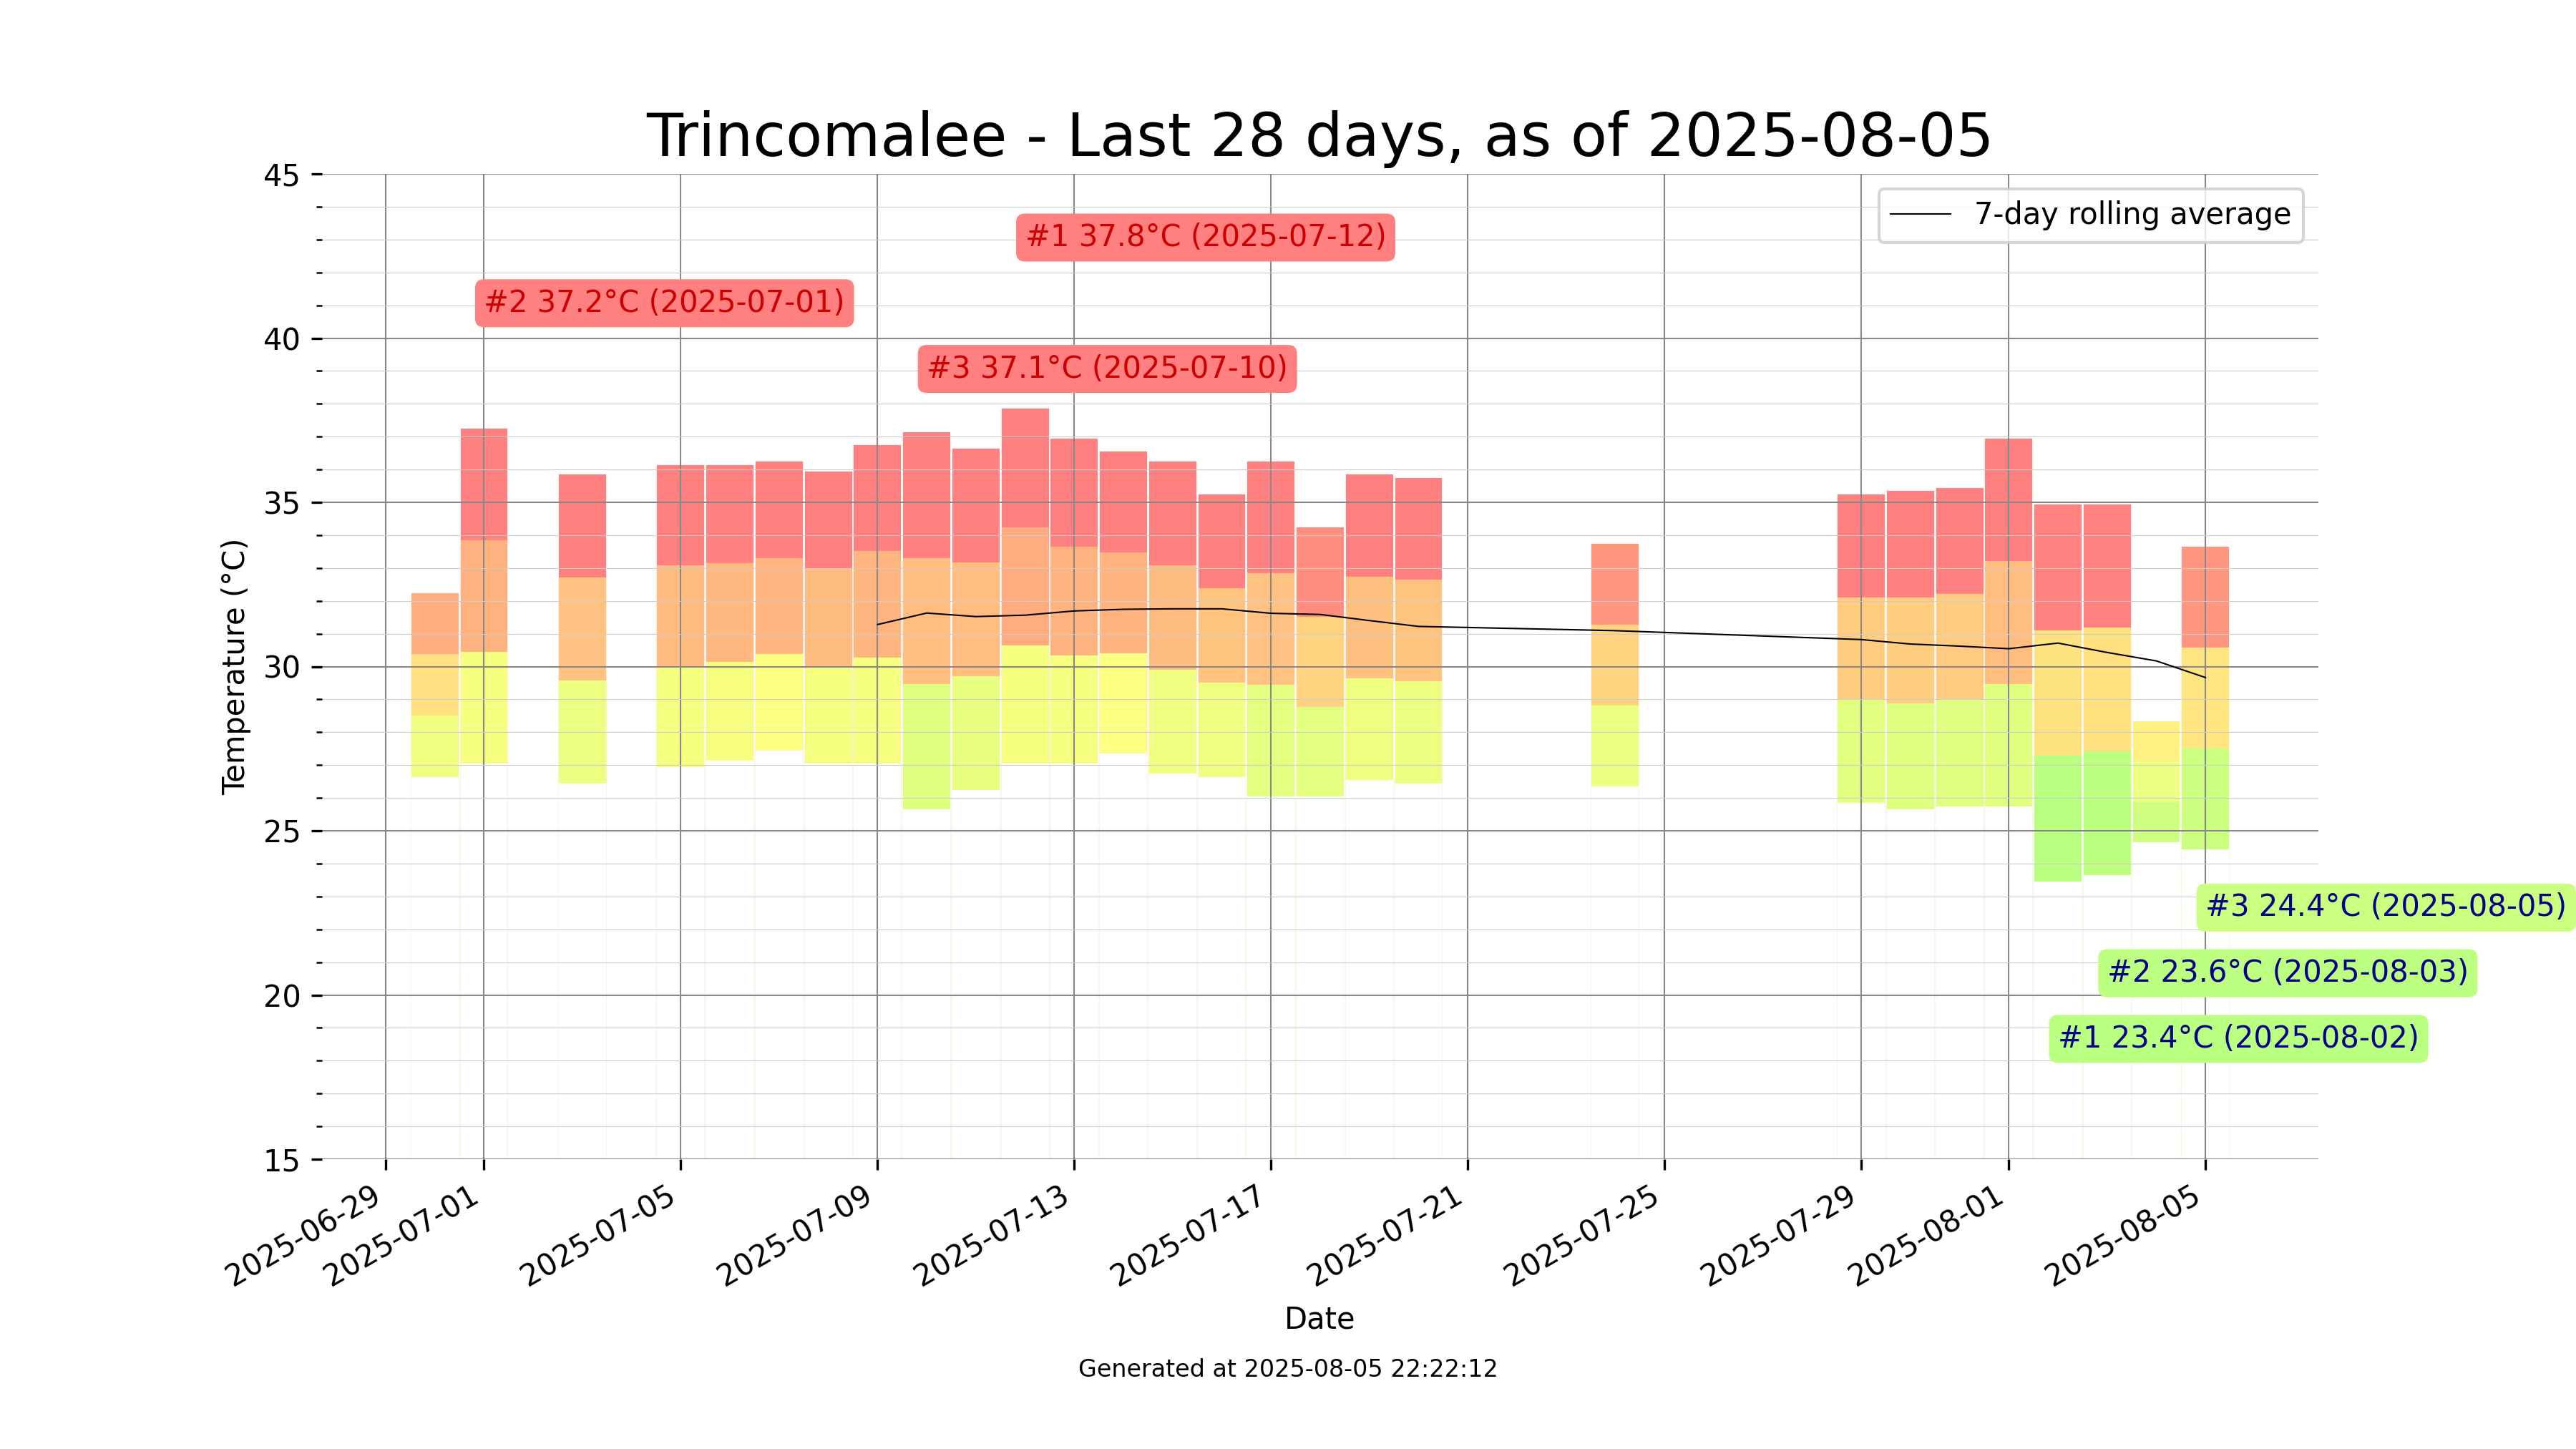 Trincomalee - Last 28 days, as of 2025-08-05
45
7-day rolling average
#1 37.8°C (2025-07-12)
#2 37.2°C (2025-07-01)
40
#3 37.1°C (2025-07-10)
35
Temperature (°C)
30
25
#3 24.4°C (2025-08-05)
#2 23.6°C (2025-08-03)
20
#1 23.4°C (2025-08-02)
15
2025-06-29
2025-07-01
2025-07-05
2025-07-09
2025-07-13
2025-07-17
2025-07-21
2025-07-25
2025-07-29
2025-08-01
2025-08-05
Date
Generated at 2025-08-05 22:22:12